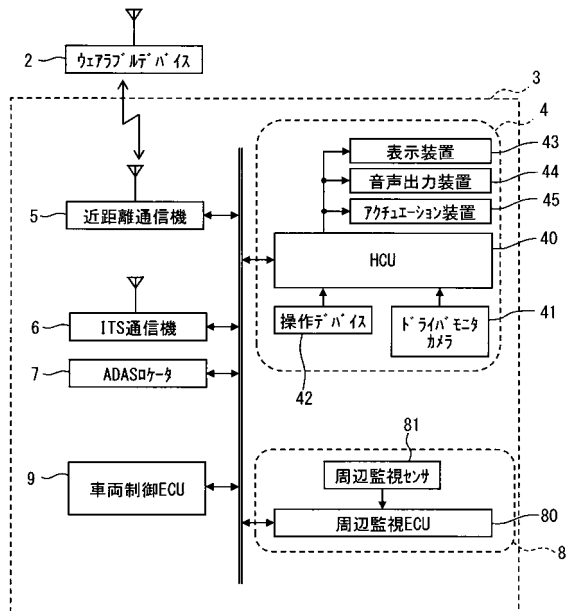 2
ウェアラブルデバイス
3
4
表示装置
43
音声出力装置
44
アクチュエーション装置
45
5
近距離通信機
HCU
40
6
ITS通信機
操作デバイス
42
ドライバモニタ
カメラ
41
7
ADASロケータ
9
車両制御ECU
81
周辺監視センサ
周辺監視ECU
80
8